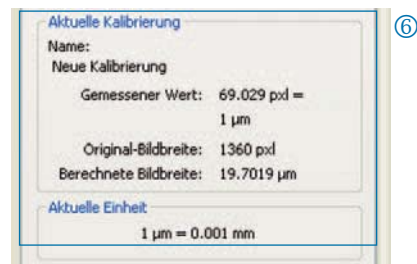 Aktuelle Kalibrierung
Name:
Neue Kalibrierung
Gemessener Wert: 69.029 pxl =
1 µm
Original-Bildbreite: 1360 pxl
Berechnete Bildbreite: 19.7019 µm
Aktuelle Einheit
1 µm = 0.001 mm
⑥